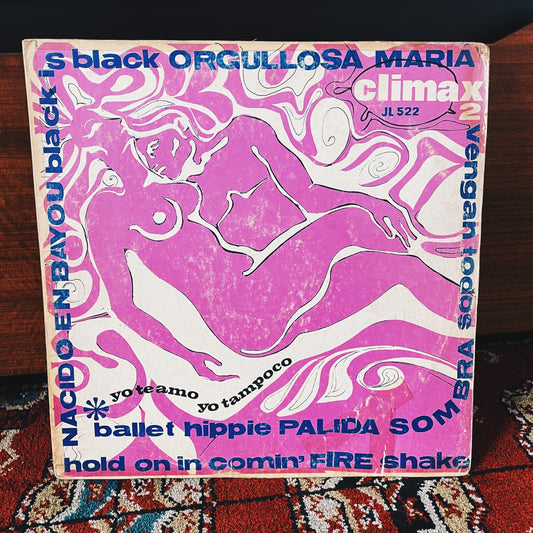 is black ORGULLOSA MARIA
climax
2
JL 522
vengan todos
NACIDO EN BAYOU black
yo te amo
yo tampoco
ballet hippie PALIDA SOMBRA
hold on in comin' FIRE shake